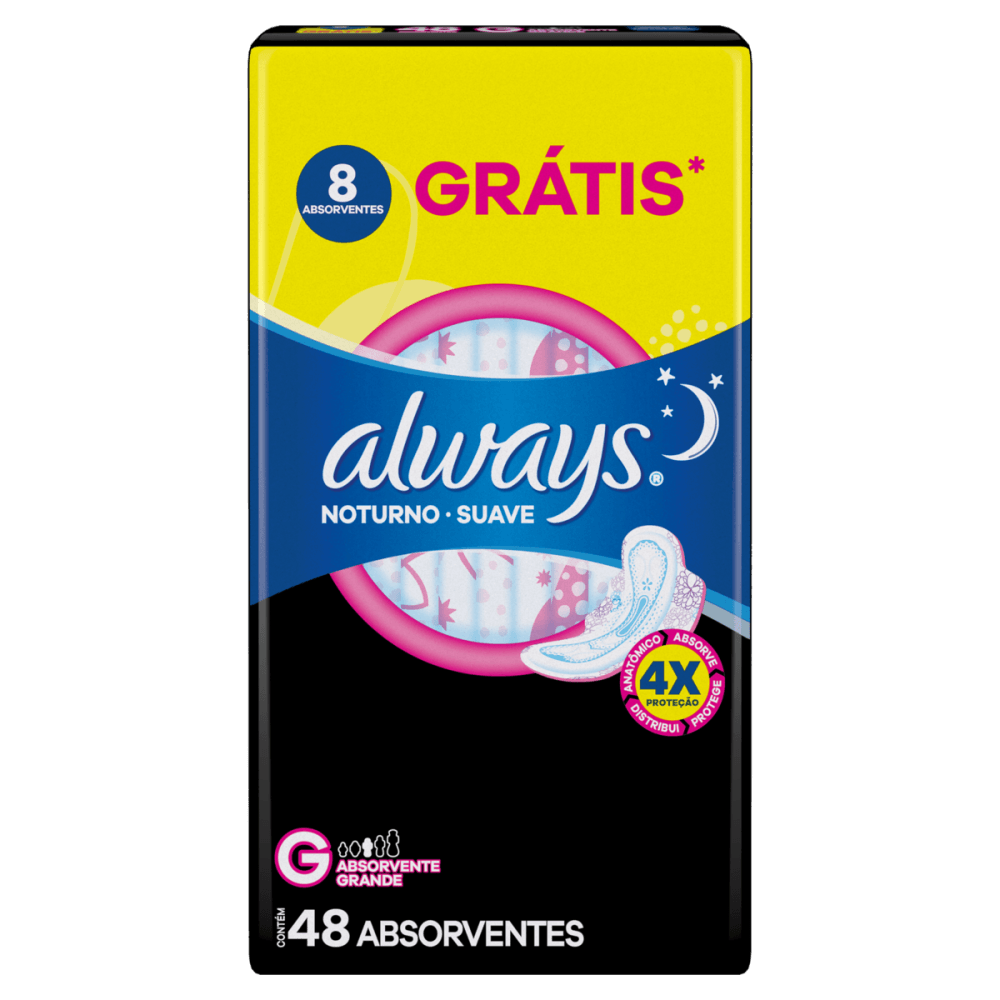 8
ABSORVENTES
GRÁTIS*
always®
NOTURNO · SUAVE
ANATÔMICO ABSORVE PROTEGE DISTRIBUI
4X
PROTEÇÃO
G
ABSORVENTE
GRANDE
CONTÉM
48 ABSORVENTES